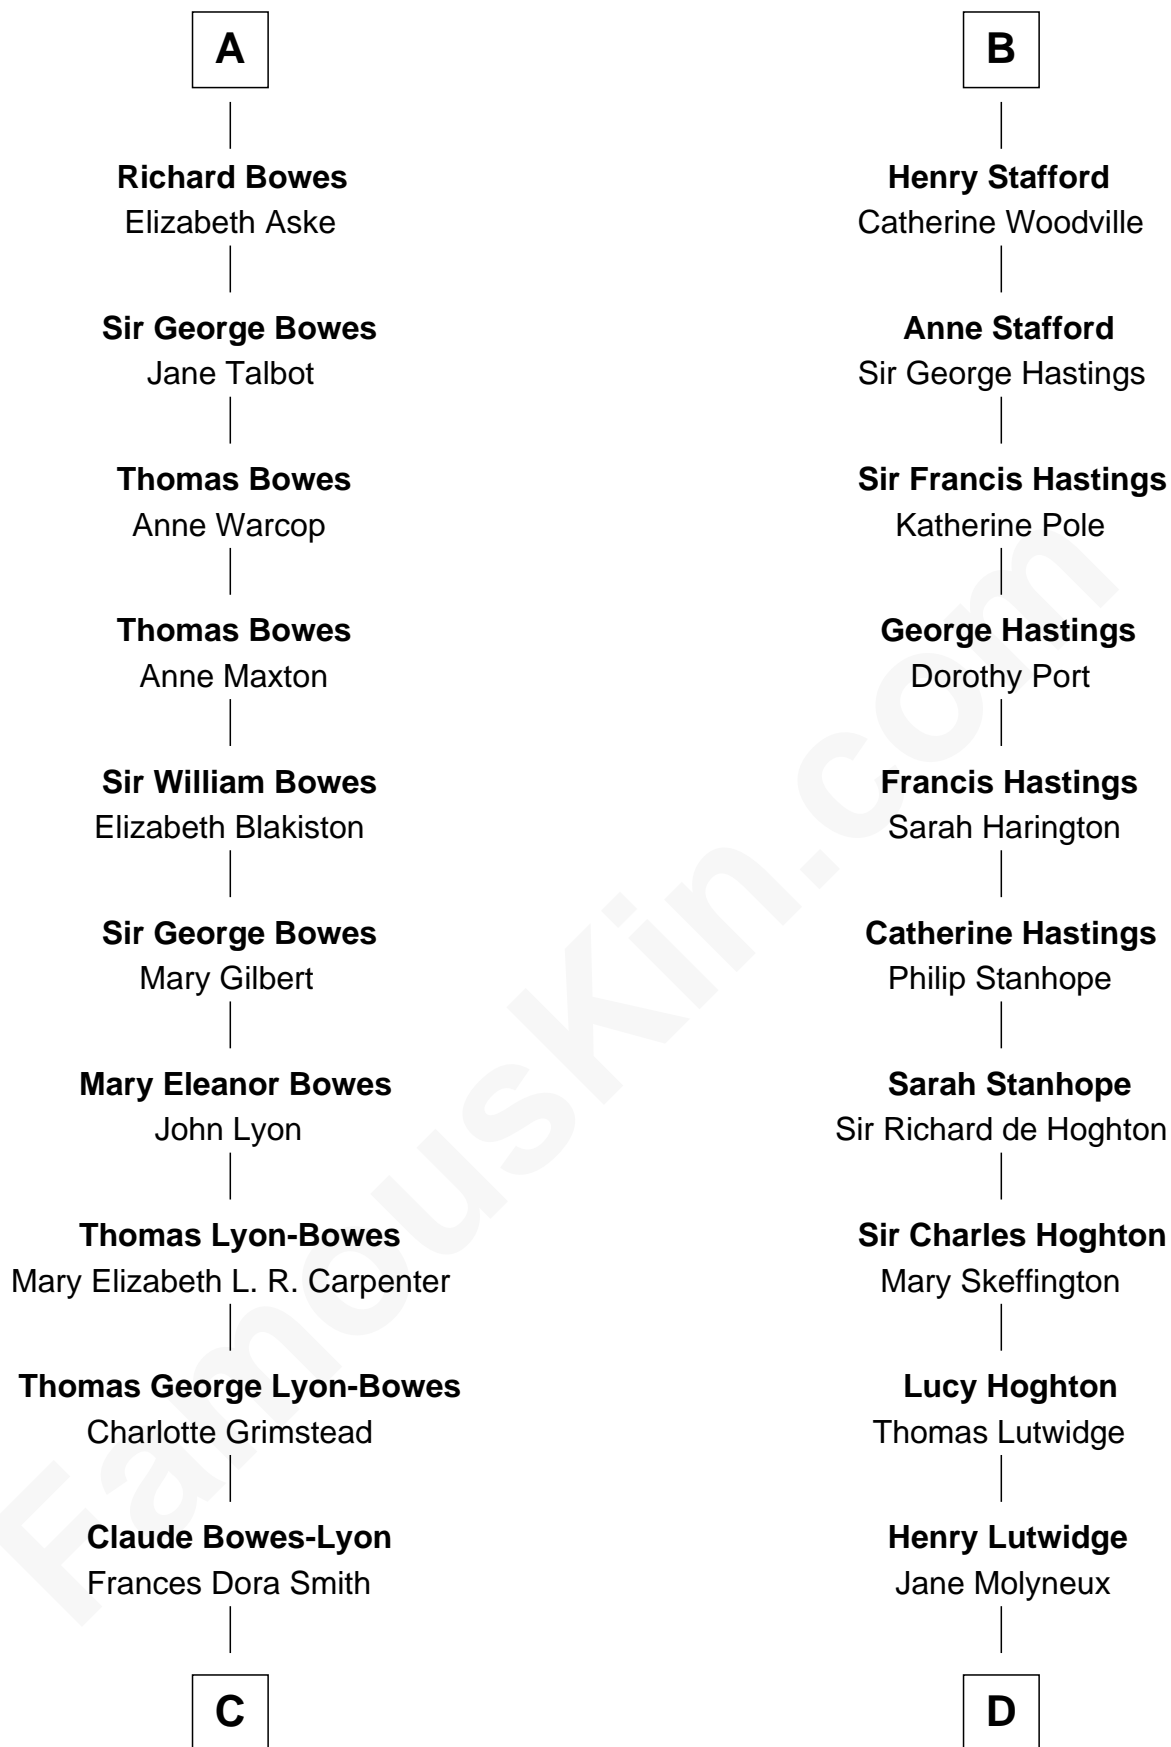 A
Richard Bowes
Elizabeth Aske
Sir George Bowes
Jane Talbot
Thomas Bowes
Anne Warcop
Thomas Bowes
Anne Maxton
Sir William Bowes
Elizabeth Blakiston
Sir George Bowes
Mary Gilbert
Mary Eleanor Bowes
John Lyon
Thomas Lyon-Bowes
Mary Elizabeth L. R. Carpenter
Thomas George Lyon-Bowes
Charlotte Grimstead
Claude Bowes-Lyon
Frances Dora Smith
C
B
Henry Stafford
Catherine Woodville
Anne Stafford
Sir George Hastings
Sir Francis Hastings
Katherine Pole
George Hastings
Dorothy Port
Francis Hastings
Sarah Harington
Catherine Hastings
Philip Stanhope
Sarah Stanhope
Sir Richard de Hoghton
Sir Charles Hoghton
Mary Skeffington
Lucy Hoghton
Thomas Lutwidge
Henry Lutwidge
Jane Molyneux
D
FamousKin.com